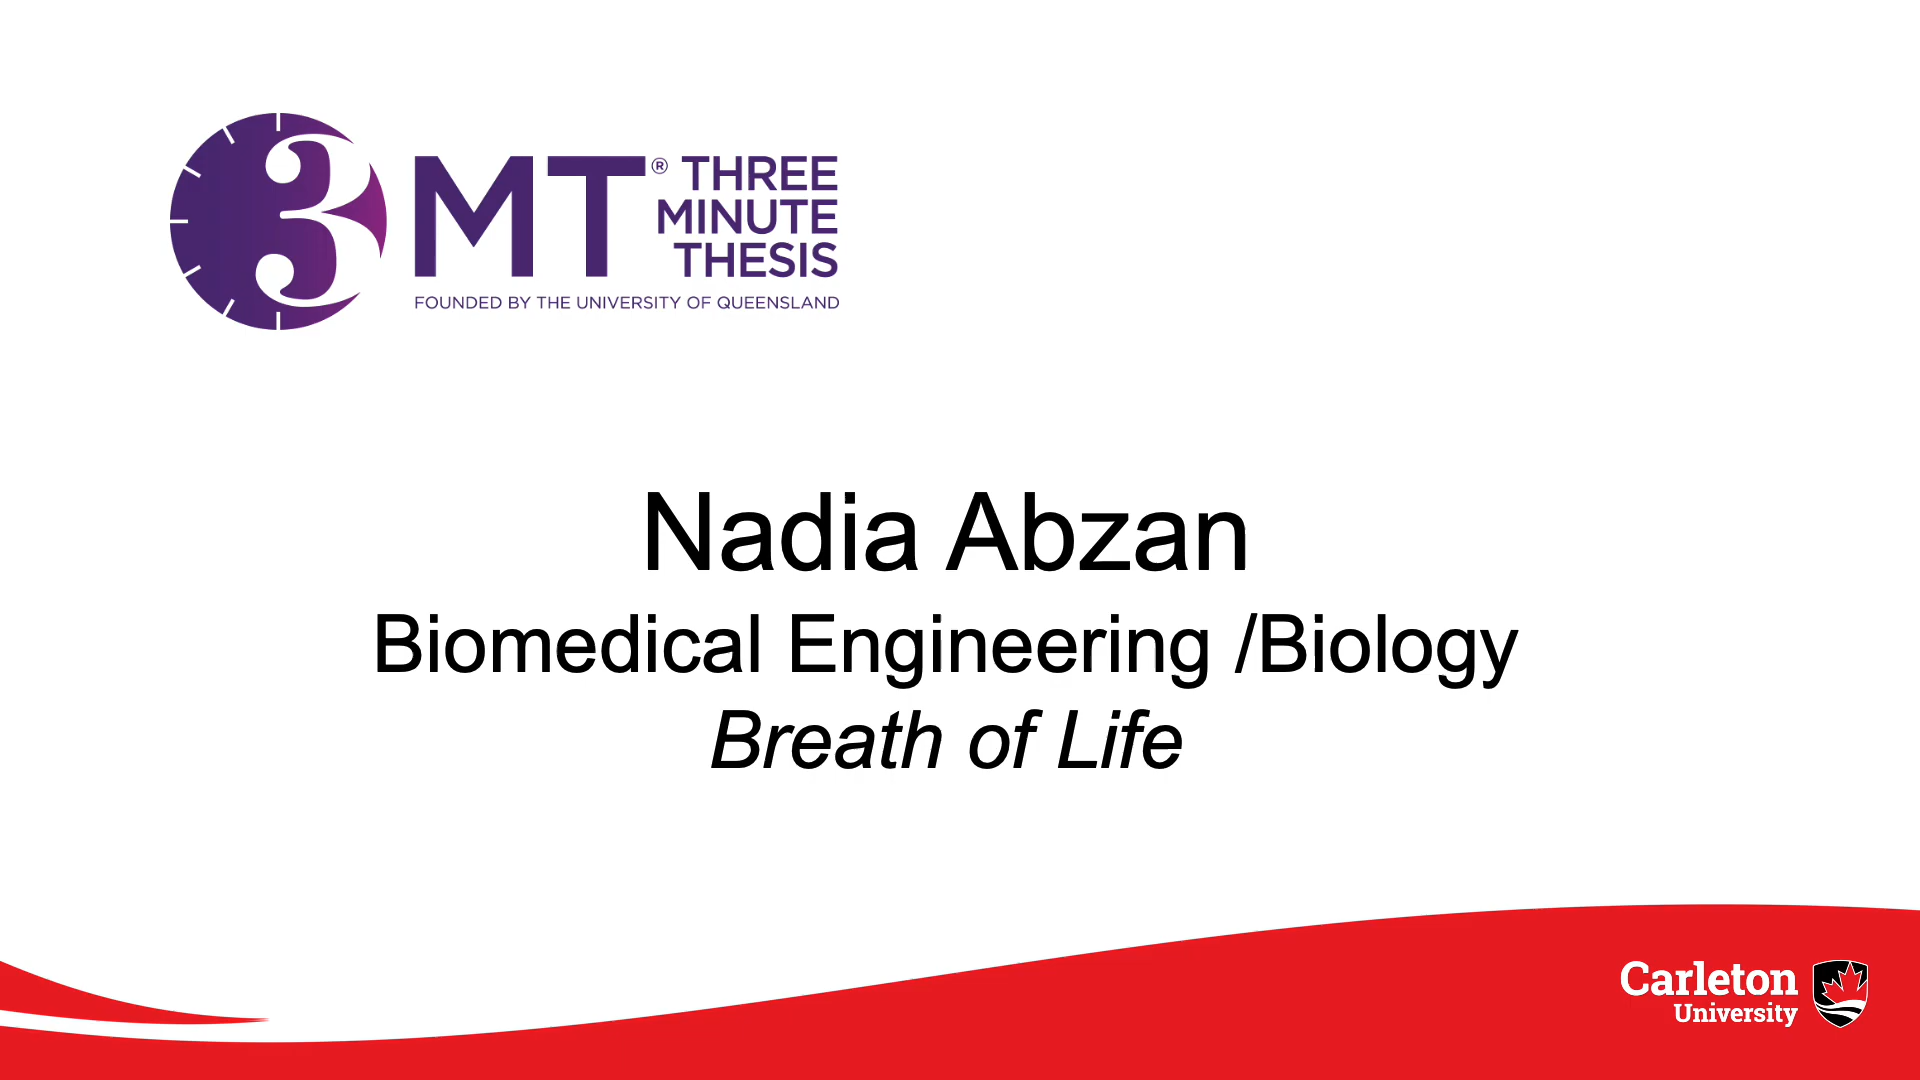 3MT® THREE
MINUTE
THESIS
FOUNDED BY THE UNIVERSITY OF QUEENSLAND
Nadia Abzan
Biomedical Engineering /Biology
Breath of Life
Carleton
University